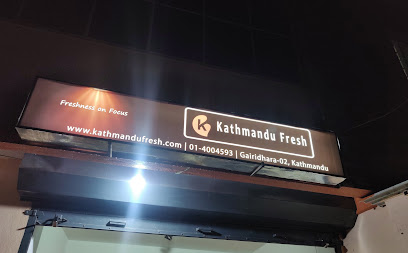 Freshness on Focus
K Kathmandu Fresh
www.kathmandufresh.com | 01-4004593 | Gairidhara-02, Kathmandu